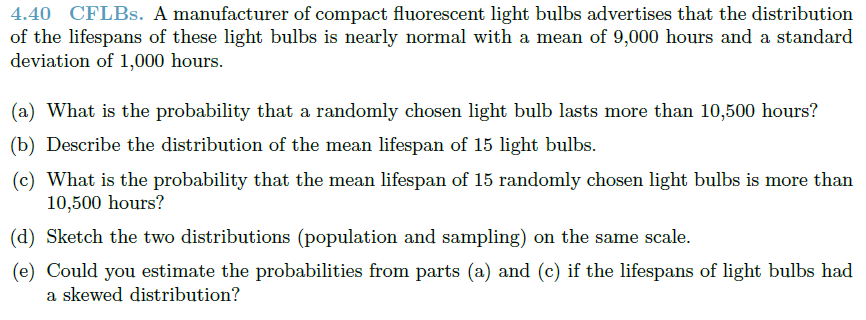 4.40 CFLBs. A manufacturer of compact fluorescent light bulbs advertises that the distribution
of the lifespans of these light bulbs is nearly normal with a mean of 9,000 hours and a standard
deviation of 1,000 hours.
(a) What is the probability that a randomly chosen light bulb lasts more than 10,500 hours?
(b) Describe the distribution of the mean lifespan of 15 light bulbs.
(c) What is the probability that the mean lifespan of 15 randomly chosen light bulbs is more than
10,500 hours?
(d) Sketch the two distributions (population and sampling) on the same scale.
(e) Could you estimate the probabilities from parts (a) and (c) if the lifespans of light bulbs had
a skewed distribution?